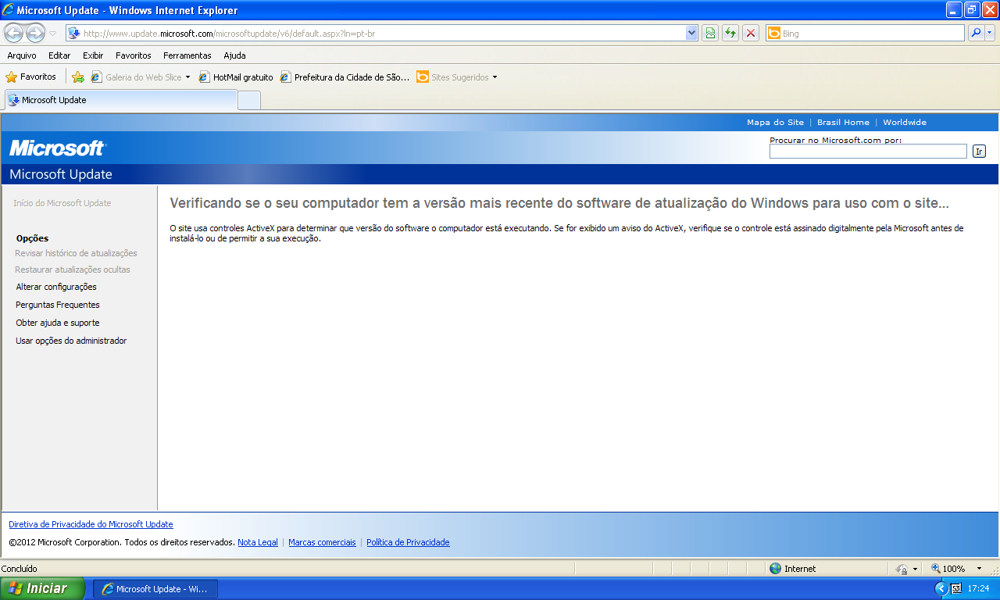 Microsoft Update - Windows Internet Explorer
http://www.update.microsoft.com/microsoftupdate/v6/default.aspx?ln=pt-br
Bing
Arquivo Editar Exibir Favoritos Ferramentas Ajuda
Favoritos Galeria do Web Slice HotMail gratuito Prefeitura da Cidade de São... Sites Sugeridos
Microsoft Update
Mapa do Site | Brasil Home | Worldwide
Microsoft
Procurar no Microsoft.com por:
Ir
Microsoft Update
Início do Microsoft Update
Opções
Revisar histórico de atualizações
Restaurar atualizações ocultas
Alterar configurações
Perguntas Frequentes
Obter ajuda e suporte
Usar opções do administrador
Verificando se o seu computador tem a versão mais recente do software de atualização do Windows para uso com o site...
O site usa controles ActiveX para determinar que versão do software o computador está executando. Se for exibido um aviso do ActiveX, verifique se o controle está assinado digitalmente pela Microsoft antes de
instalá-lo ou de permitir a sua execução.
Diretiva de Privacidade do Microsoft Update
©2012 Microsoft Corporation. Todos os direitos reservados. Nota Legal | Marcas comerciais | Política de Privacidade
Concluído Internet 100%
Iniciar Microsoft Update - Wi... 17:24